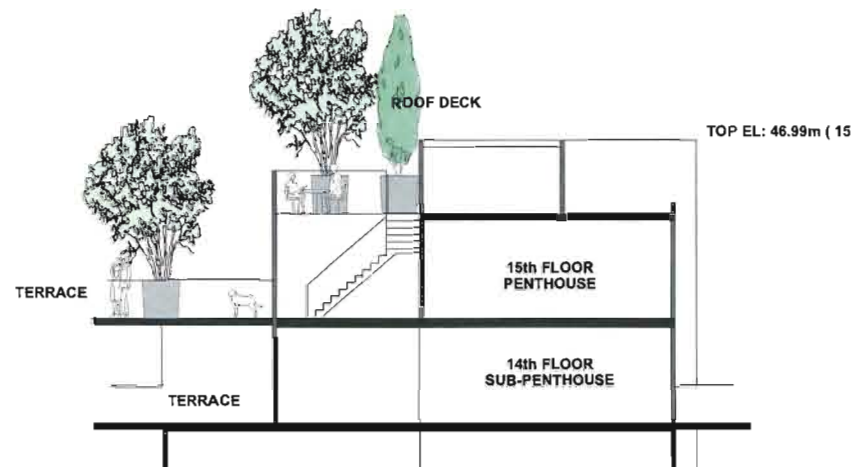 ROOF DECK
TOP EL: 46.99m ( 15
15th FLOOR
PENTHOUSE
TERRACE
14th FLOOR
SUB-PENTHOUSE
TERRACE